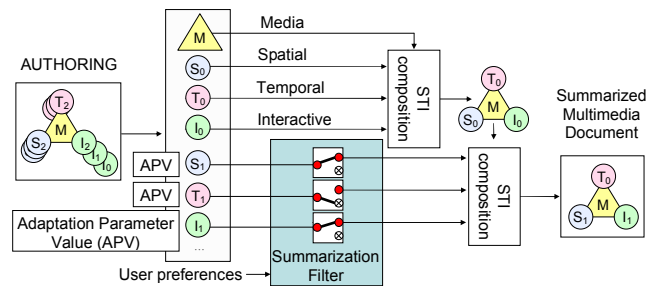 AUTHORING
T2
M
S2
I2
I1
I0
M
S0
T0
I0
S1
T1
I1
...
APV
APV
Adaptation Parameter
Value (APV)
User preferences
Media
Spatial
Temporal
Interactive
Summarization
Filter
STI
composition
T0
M
S0
I0
STI
composition
Summarized
Multimedia
Document
T0
M
S1
I1